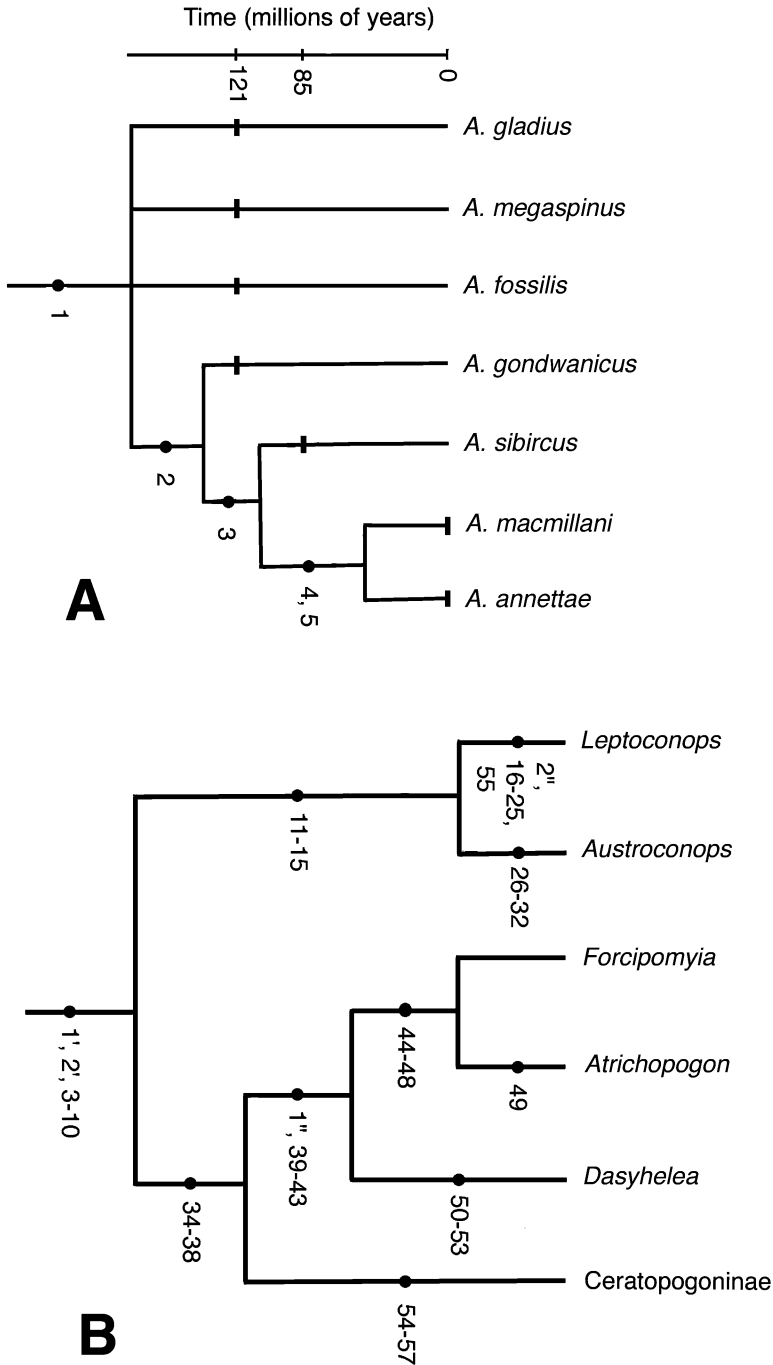 Time (millions of years)
121
85
0
A. gladius
A. megaspinus
A. fossilis
1
A. gondwanicus
A. sibircus
2
A. macmillani
3
A. annettae
4, 5
A
Leptoconops
2",
16-25,
55
Austroconops
11-15
26-32
Forcipomyia
1', 2', 3-10
44-48
Atrichopogon
49
1", 39-43
Dasyhelea
34-38
50-53
Ceratopogoninae
54-57
B